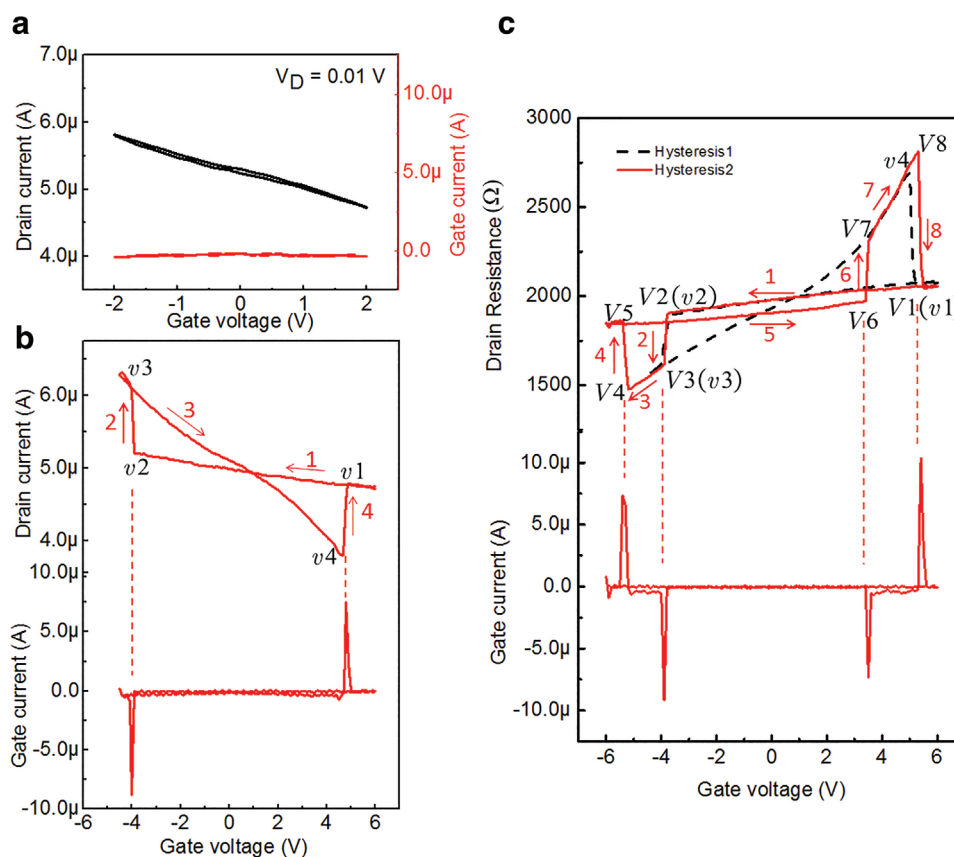 a
7.0μ
6.0μ
5.0μ
4.0μ
Drain current (A)
V_D = 0.01 V
10.0μ
5.0μ
0.0
Gate current (A)
-2
-1
0
1
2
Gate voltage (V)
b
6.0μ
5.0μ
4.0μ
Drain current (A)
v3
3
2
v2
1
v1
4
v4
10.0μ
5.0μ
0.0
-5.0μ
-10.0μ
Gate current (A)
-6
-4
-2
0
2
4
6
Gate voltage (V)
c
3000
2500
2000
1500
Drain Resistance (Ω)
Hysteresis1
Hysteresis2
v4
V8
7
8
V7
6
1
V2(v2)
V5
2
5
V6
V1(v1
4
V4
3
V3(v3)
10.0μ
5.0μ
0.0
-5.0μ
-10.0μ
Gate current (A)
-6
-4
-2
0
2
4
6
Gate voltage (V)